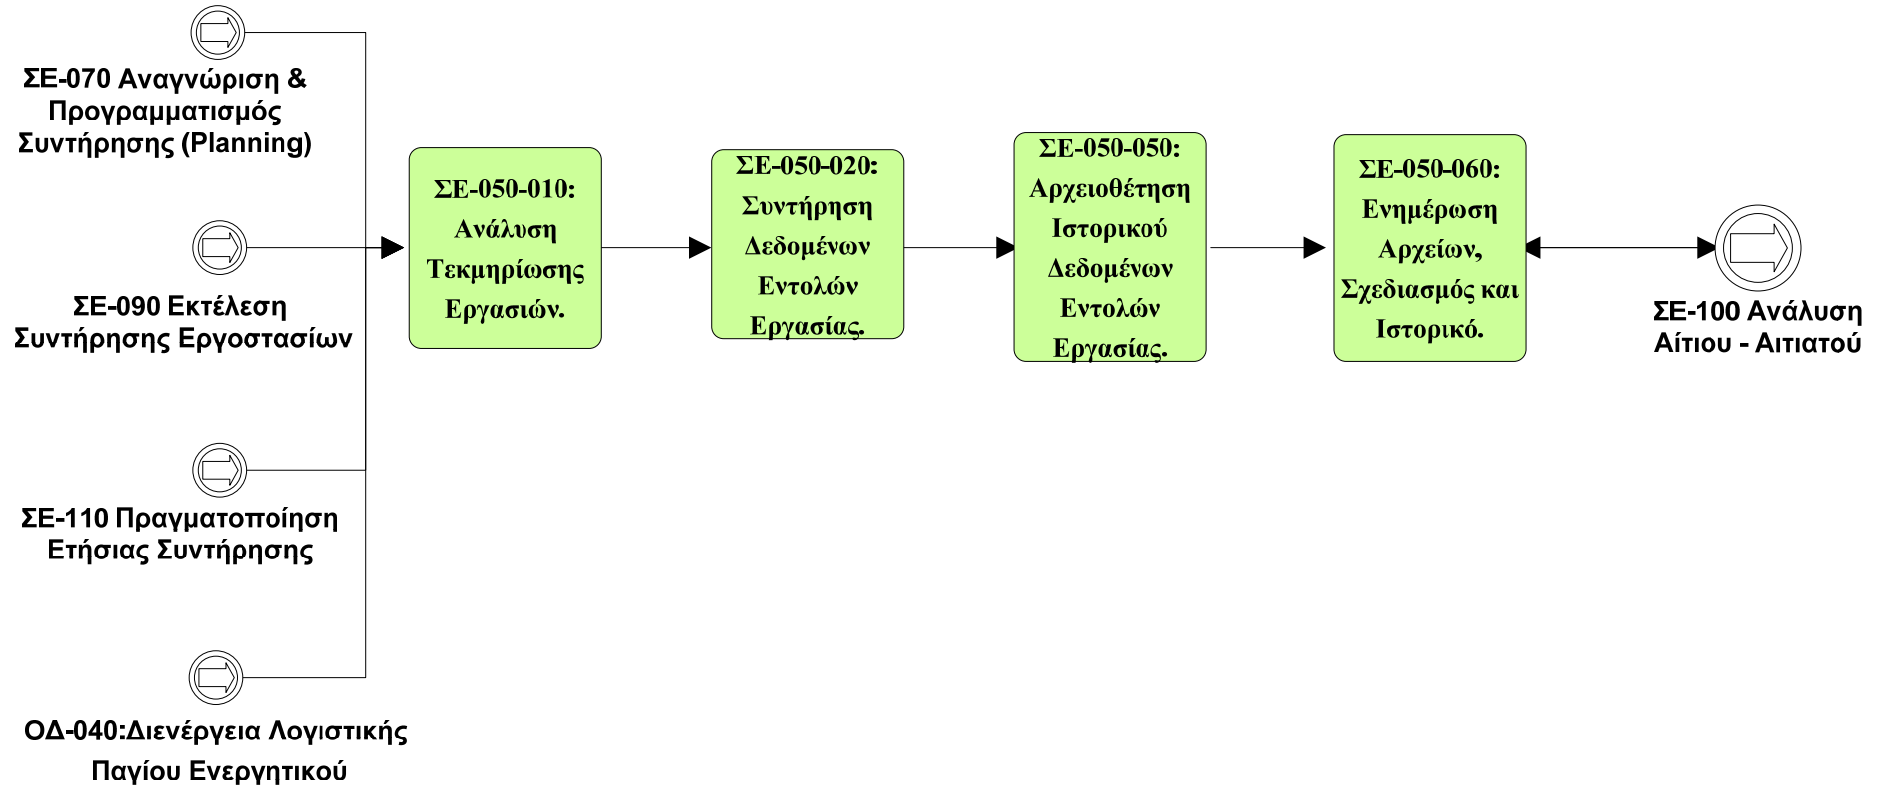 ΣΕ-070 Αναγνώριση &
Προγραμματισμός
Συντήρησης (Planning)
ΣΕ-090 Εκτέλεση
Συντήρησης Εργοστασίων
ΣΕ-110 Πραγματοποίηση
Ετήσιας Συντήρησης
ΟΔ-040:Διενέργεια Λογιστικής
Παγίου Ενεργητικού
ΣΕ-050-010:
Ανάλυση
Τεκμηρίωσης
Εργασιών.
ΣΕ-050-020:
Συντήρηση
Δεδομένων
Εντολών
Εργασίας.
ΣΕ-050-050:
Αρχειοθέτηση
Ιστορικού
Δεδομένων
Εντολών
Εργασίας.
ΣΕ-050-060:
Ενημέρωση
Αρχείων,
Σχεδιασμός και
Ιστορικό.
ΣΕ-100 Ανάλυση
Αίτιου - Αιτιατού